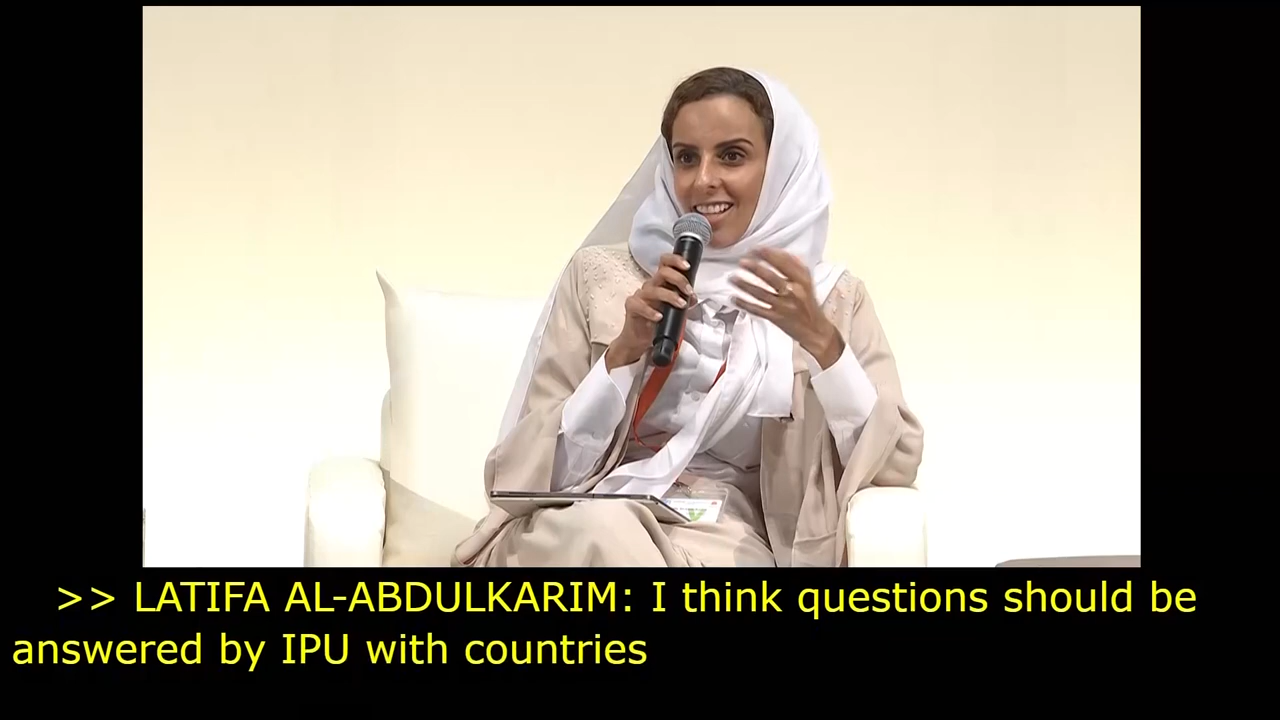 >> LATIFA AL-ABDULKARIM: I think questions should be
answered by IPU with countries